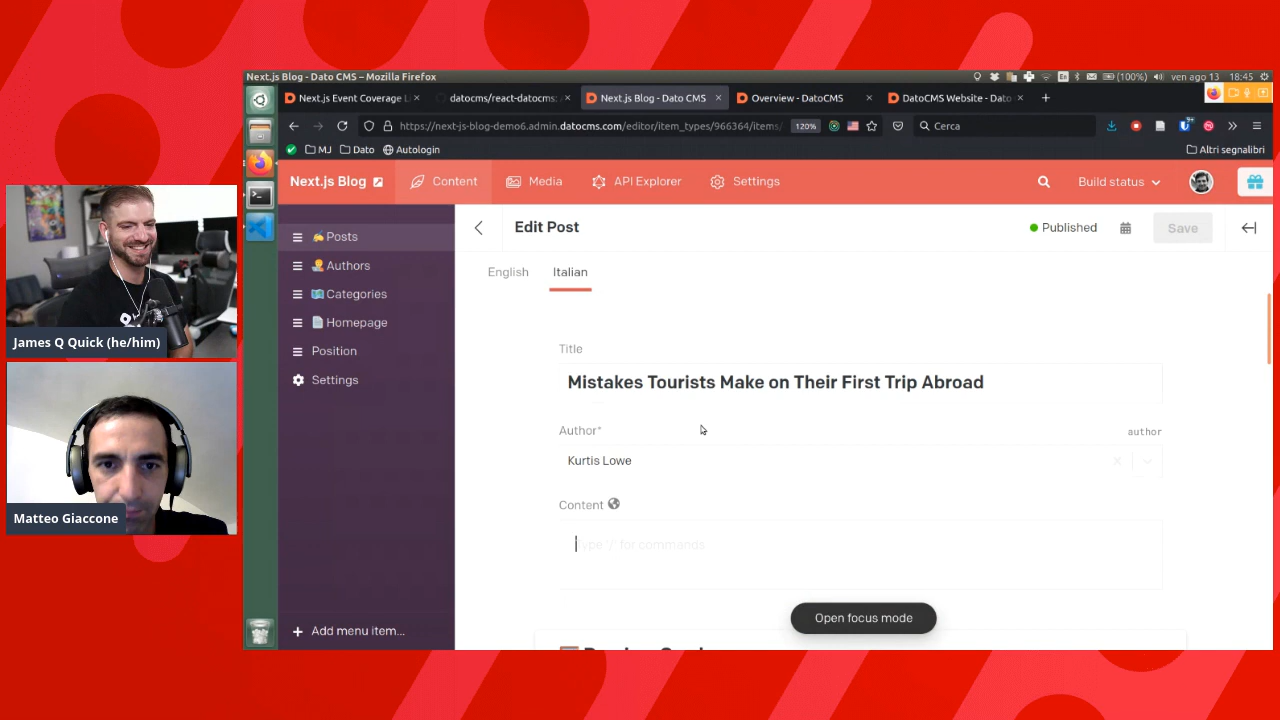 Next.js Blog - Dato CMS – Mozilla Firefox
En
(100%)
ven ago 13
18:45
Next.js Event Coverage L
datocms/react-datocms:
Next.js Blog - Dato CMS
Overview - DatoCMS
DatoCMS Website - Dato
https://next-js-blog-demo6.admin.datocms.com/editor/item_types/966364/items/
120%
Cerca
MJ
Dato
Autologin
Altri segnalibri
Next.js Blog
Content
Media
API Explorer
Settings
Build status
Posts
Authors
Categories
Homepage
Position
Settings
Add menu item...
Edit Post
Published
Save
English
Italian
Title
Mistakes Tourists Make on Their First Trip Abroad
Author*
author
Kurtis Lowe
Content
Type '/' for commands
Open focus mode
James Q Quick (he/him)
Matteo Giaccone